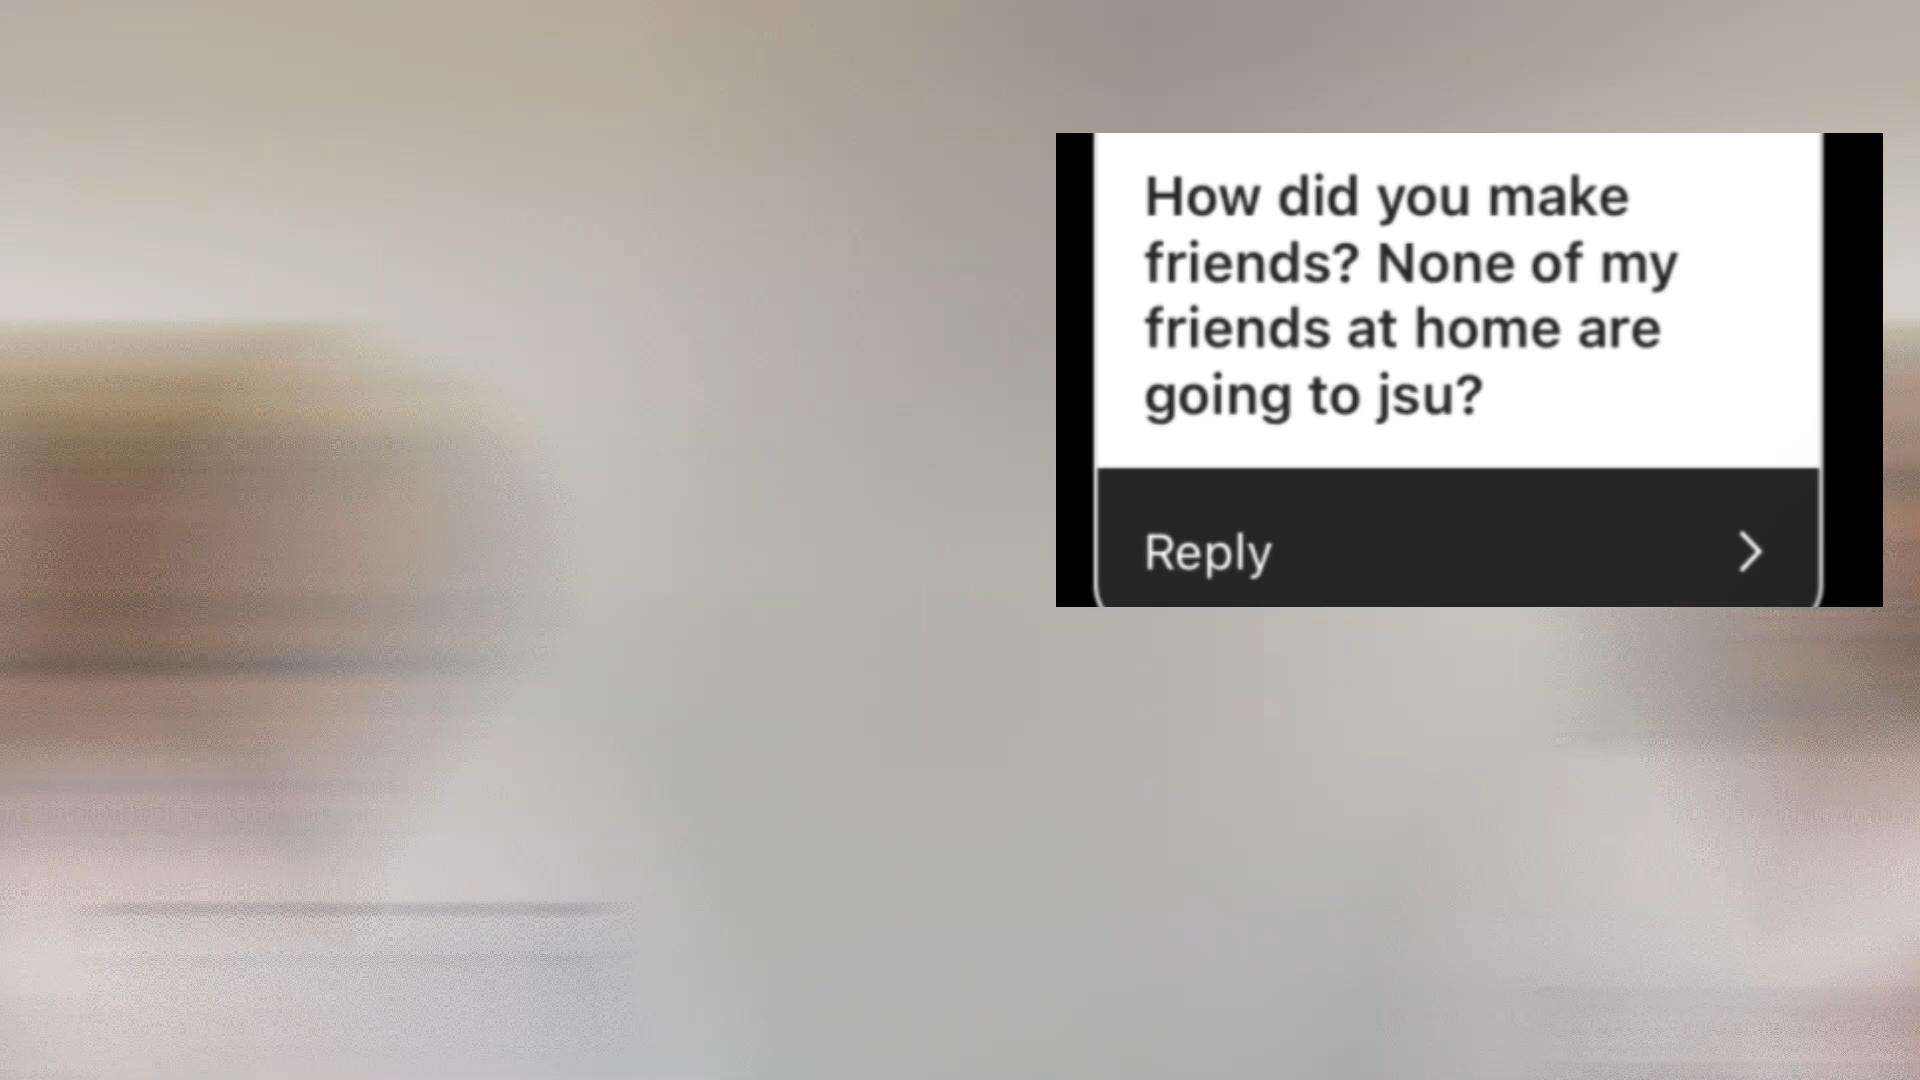 How did you make
friends? None of my
friends at home are
going to jsu?
Reply